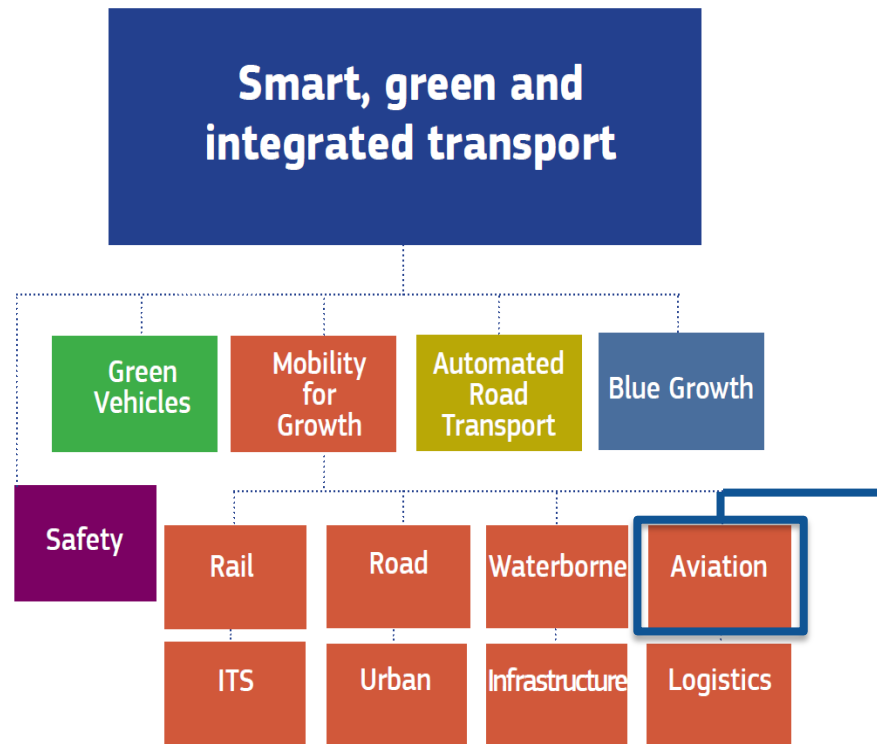 Smart, green and
integrated transport
Green
Vehicles
Mobility
for
Growth
Automated
Road
Transport
Blue Growth
Safety
Rail
Road
Waterborne
Aviation
ITS
Urban
Infrastructure
Logistics